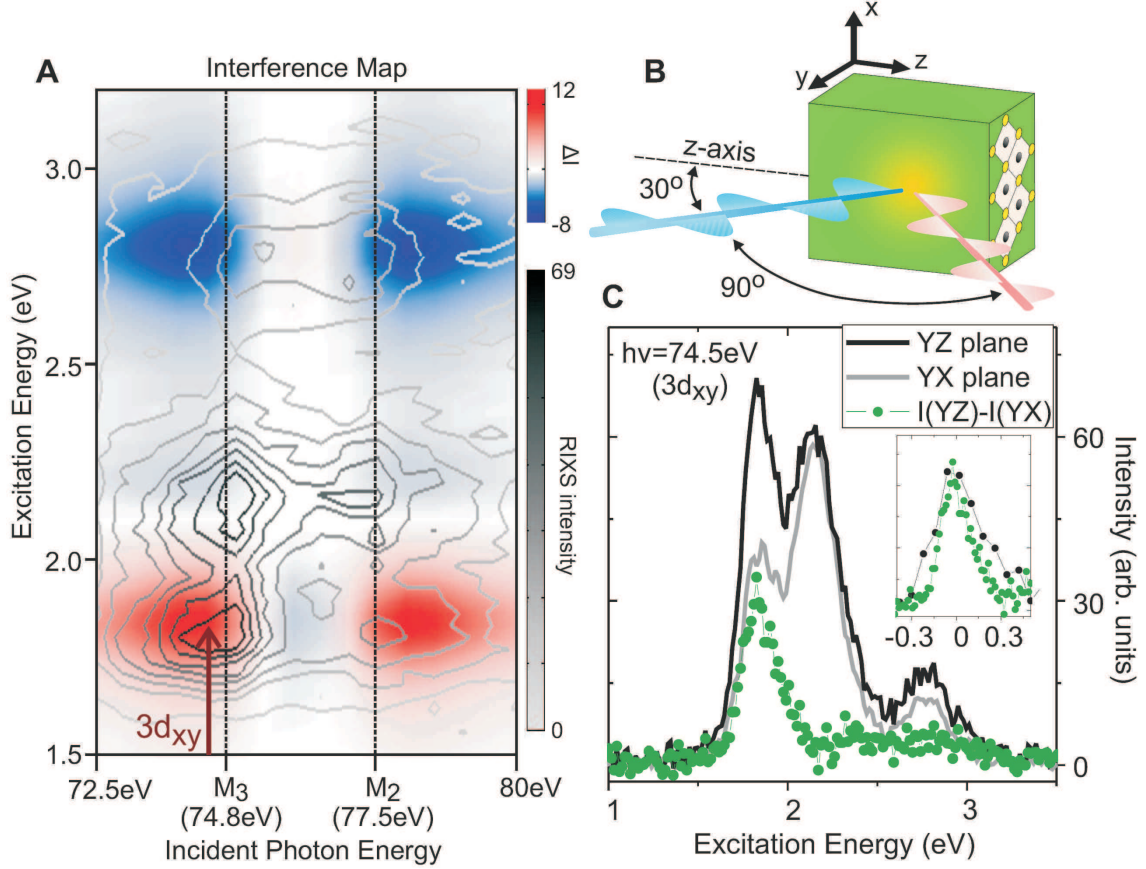 A
Interference Map
3.0
2.5
2.0
1.5
Excitation Energy (eV)
3dxy
72.5eV
M3
(74.8eV)
M2
(77.5eV)
80eV
Incident Photon Energy
12
ΔI
-8
69
RIXS intensity
0
B
x
y
z
z-axis
30o
90o
C
hν=74.5eV
(3dxy)
YZ plane
YX plane
I(YZ)-I(YX)
60
30
0
Intensity (arb. units)
-0.3
0
0.3
1
2
3
Excitation Energy (eV)